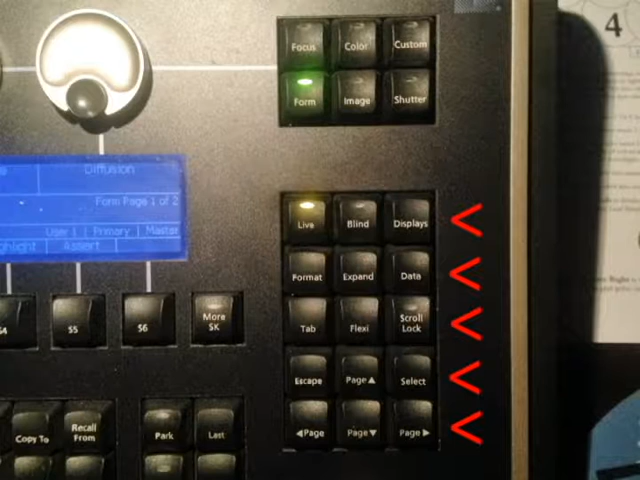 4
Focus Color Custom
Form Image Shutter
Diffusion
Form Page 1 of 2
User 1 Primary Master
Assert
Live Blind Displays
Format Expand Data
Tab Flexi Scroll Lock
S5 S6 More SK
Escape Page▲ Select
◀Page Page▼ Page▶
Copy To Recall From Park Last